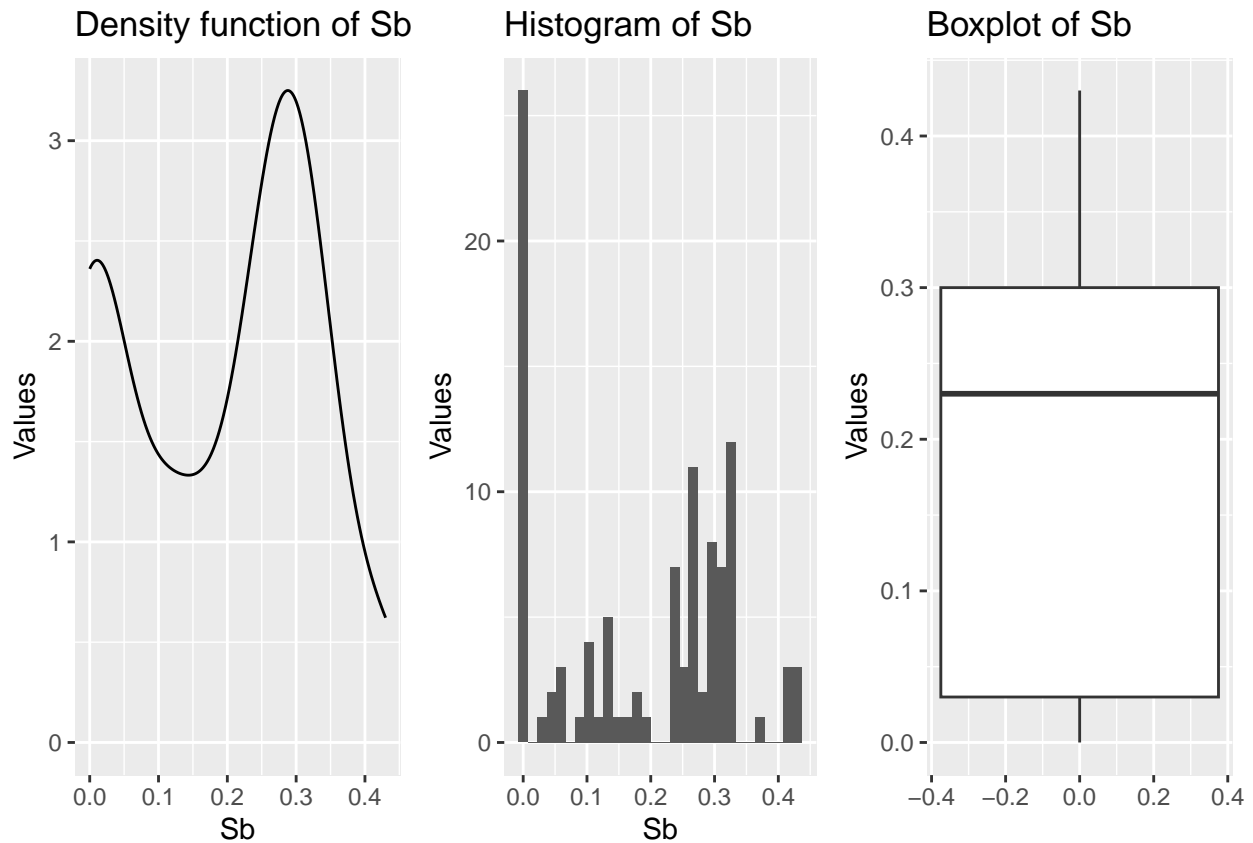 Density function of Sb
Values
3
2
1
0
0.0 0.1 0.2 0.3 0.4
Sb
Histogram of Sb
Values
20
10
0
0.0 0.1 0.2 0.3 0.4
Sb
Boxplot of Sb
Values
0.4
0.3
0.2
0.1
0.0
−0.4 −0.2 0.0 0.2 0.4